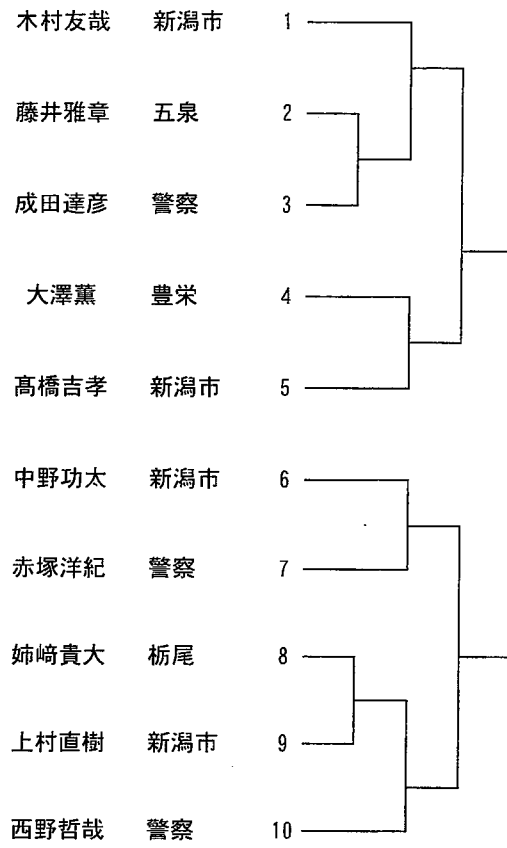 木村友哉 新潟市 1
藤井雅章 五泉 2
成田達彦 警察 3
大澤薫 豊栄 4
髙橋吉孝 新潟市 5
中野功太 新潟市 6
赤塚洋紀 警察 7
姉﨑貴大 栃尾 8
上村直樹 新潟市 9
西野哲哉 警察 10